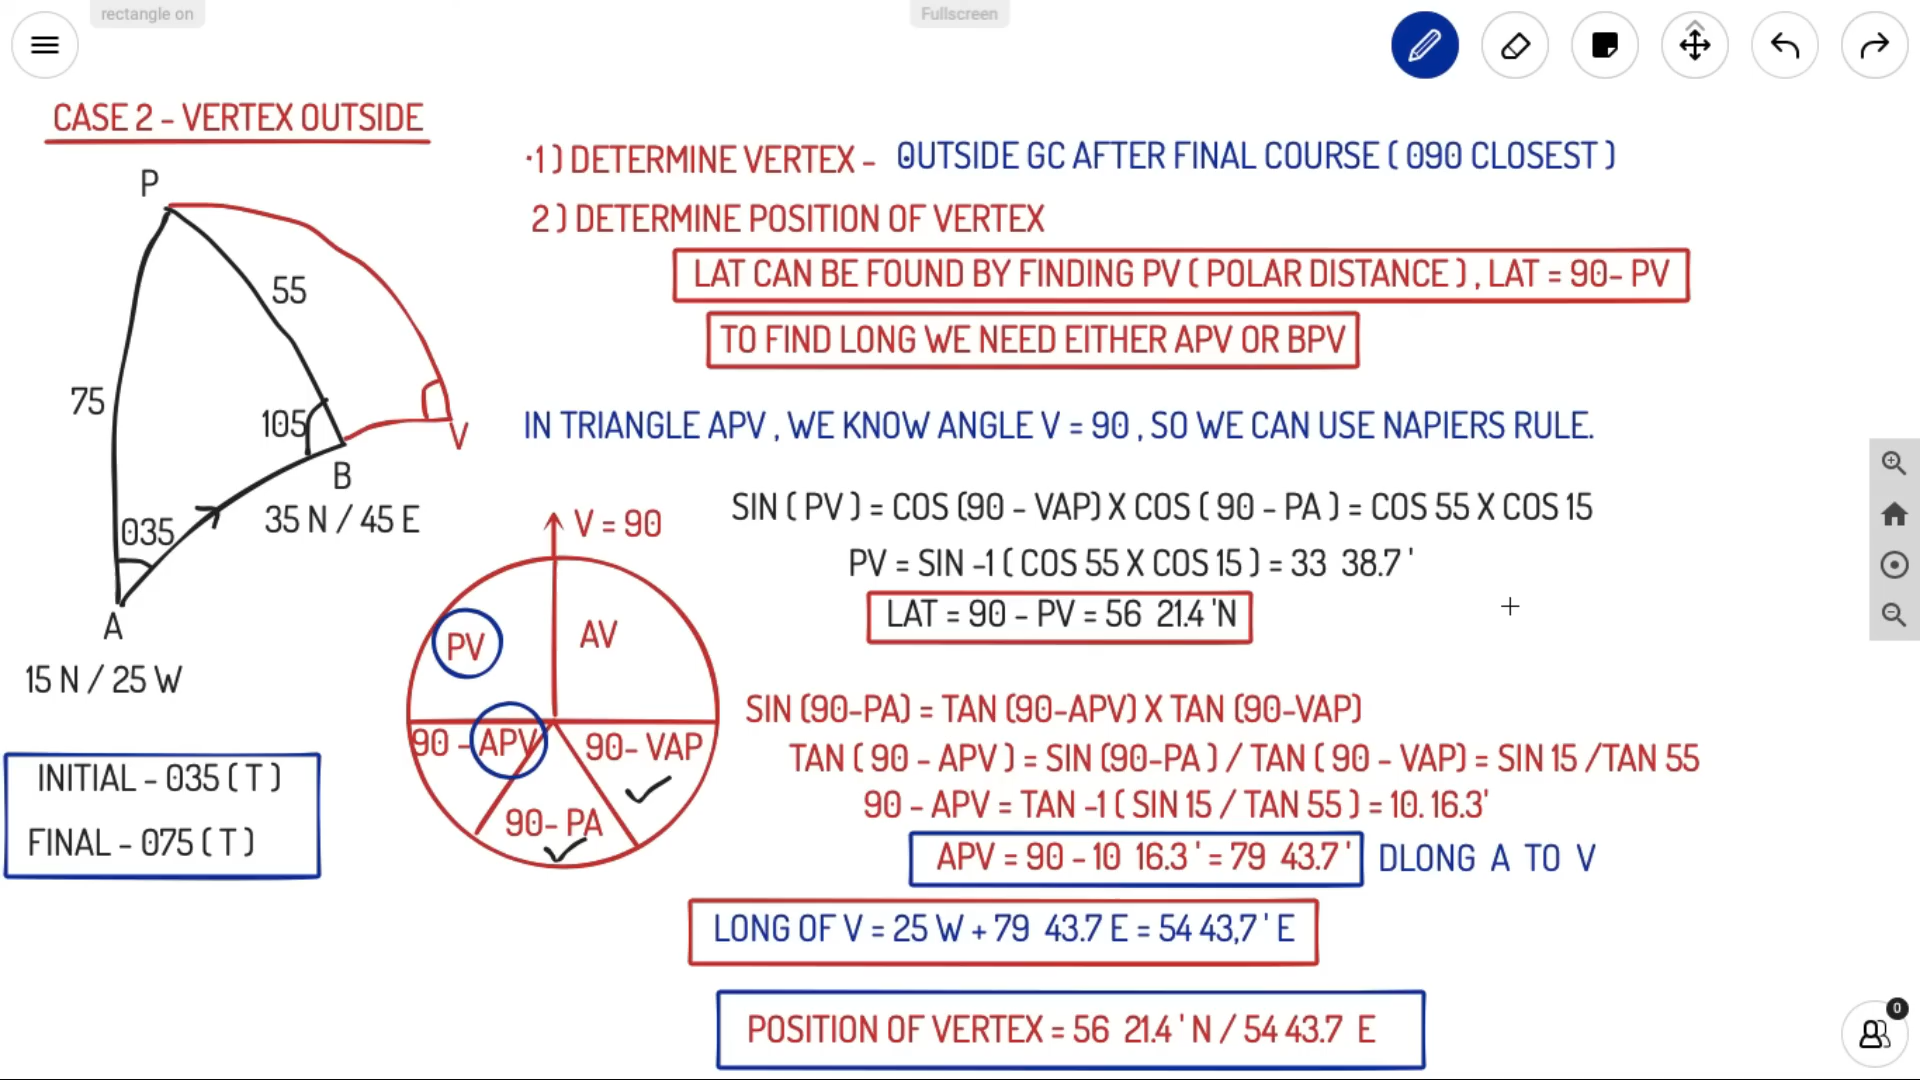 rectangle on
Fullscreen
CASE 2 - VERTEX OUTSIDE
P
55
75
105
V
B
035
35 N / 45 E
A
15 N / 25 W
INITIAL - 035 ( T )
FINAL - 075 ( T )
·1 ) DETERMINE VERTEX - OUTSIDE GC AFTER FINAL COURSE ( 090 CLOSEST )
2 ) DETERMINE POSITION OF VERTEX
LAT CAN BE FOUND BY FINDING PV ( POLAR DISTANCE ) , LAT = 90- PV
TO FIND LONG WE NEED EITHER APV OR BPV
IN TRIANGLE APV , WE KNOW ANGLE V = 90 , SO WE CAN USE NAPIERS RULE.
V = 90
PV
AV
90 - APV
90- VAP
90- PA
SIN ( PV ) = COS (90 - VAP) X COS ( 90 - PA ) = COS 55 X COS 15
PV = SIN -1 ( COS 55 X COS 15 ) = 33 38.7 '
LAT = 90 - PV = 56 21.4 'N
SIN (90-PA) = TAN (90-APV) X TAN (90-VAP)
TAN ( 90 - APV ) = SIN (90-PA ) / TAN ( 90 - VAP) = SIN 15 /TAN 55
90 - APV = TAN -1 ( SIN 15 / TAN 55 ) = 10. 16.3'
APV = 90 - 10 16.3 ' = 79 43.7 ' DLONG A TO V
LONG OF V = 25 W + 79 43.7 E = 54 43,7 ' E
POSITION OF VERTEX = 56 21.4 ' N / 54 43.7 E
0